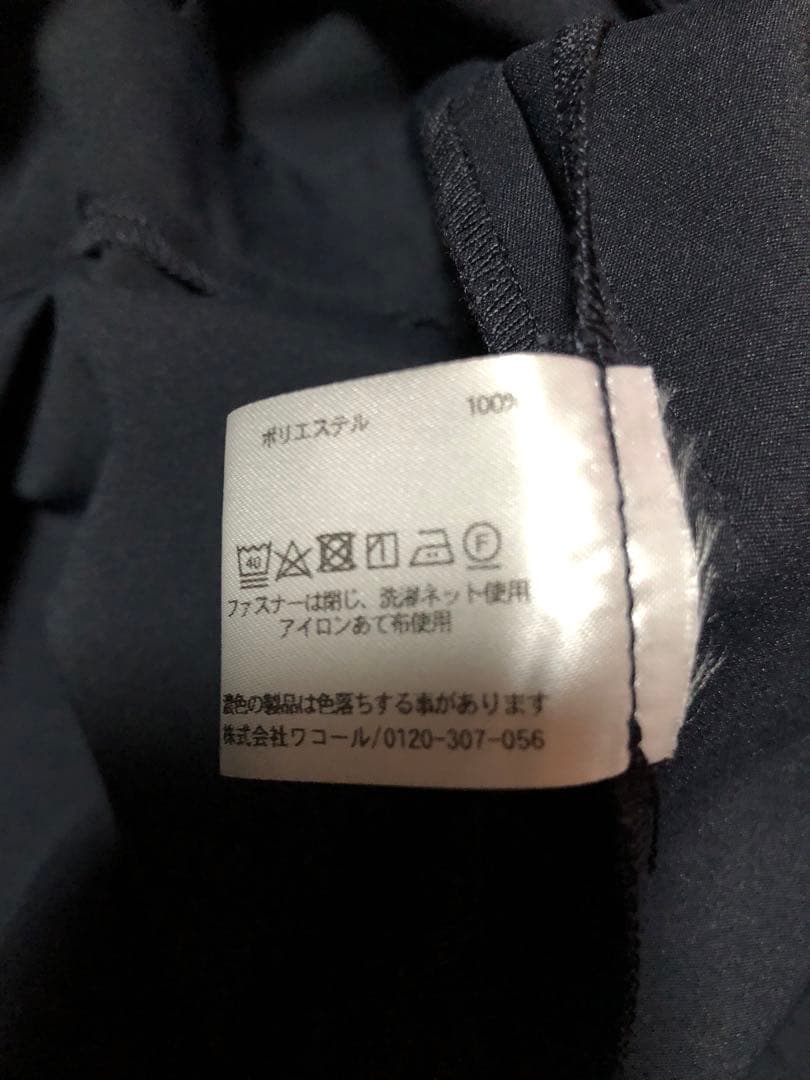 ポリエステル 100%
40 F
ファスナーは閉じ、洗濯ネット使用
アイロンあて布使用
濃色の製品は色落ちする事があります
株式会社ワコール/0120-307-056